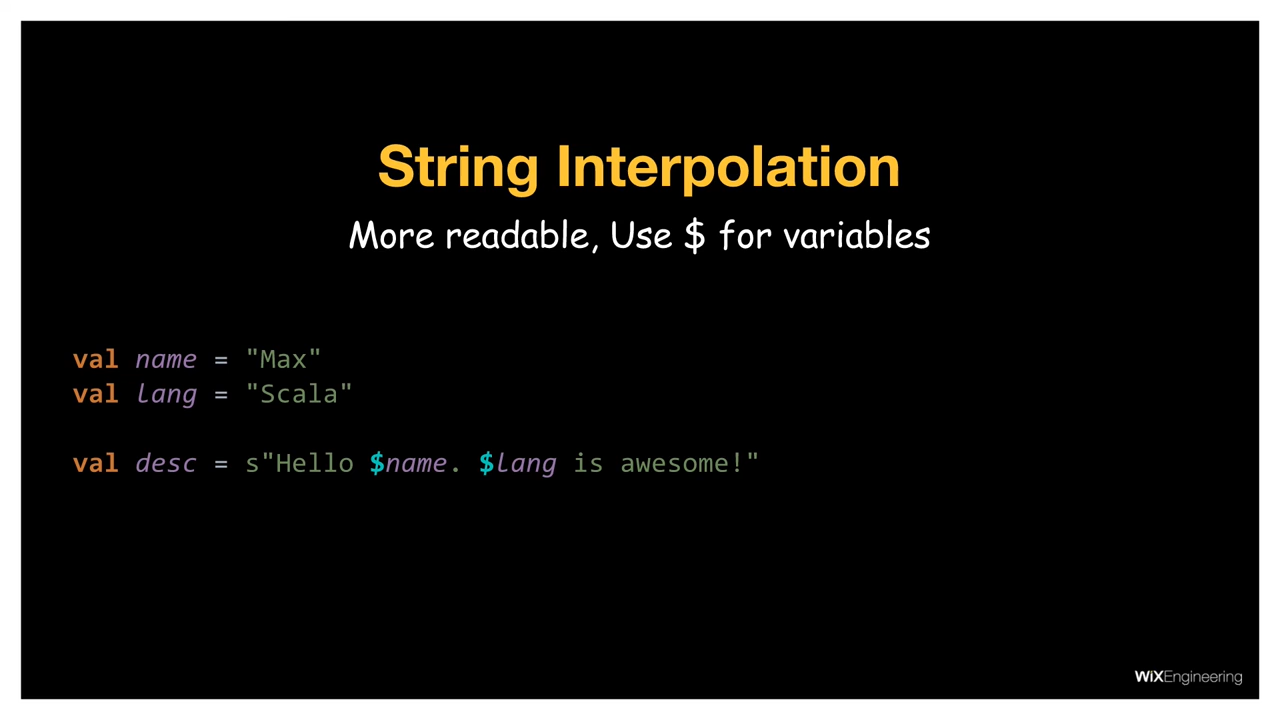 String Interpolation
More readable, Use $ for variables
val name = "Max"
val lang = "Scala"
val desc = s"Hello $name. $lang is awesome!"
WiXEngineering